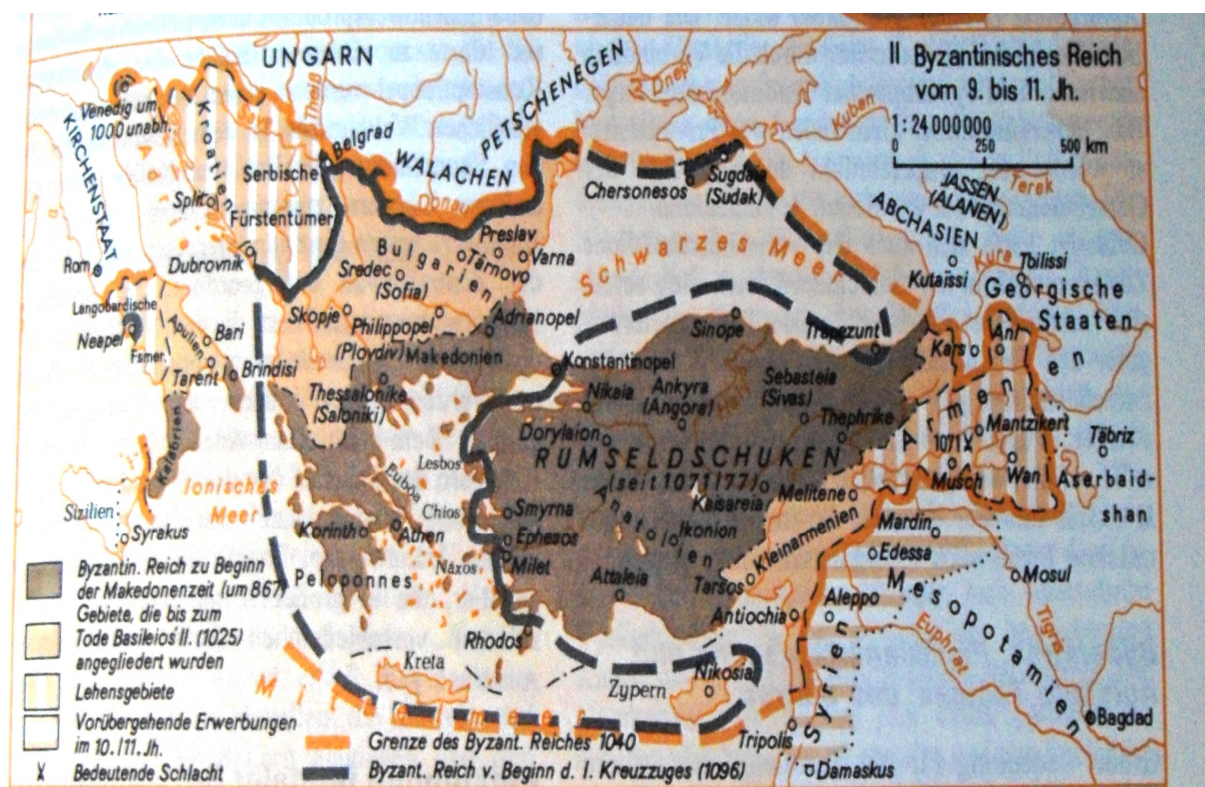 UNGARN
II Byzantinisches Reich
vom 9. bis 11. Jh.
1:24 000 000
0 250 500 km
Venedig um
1000 unabh.
KIRCHENSTAAT
Adria
Kroatien
Theiß
Belgrad
WALACHEN
PETSCHENEGEN
Dnepr
Kuban
Serbische
Fürstentümer
Split
Dubrovnik
Donau
Chersonesos
Sugdaia
(Sudak)
JASSEN
(ALANEN)
Terek
ABCHASIEN
Kutaïssi
Kura
Tbilissi
Georgische
Staaten
Rom
Langobardische
Fsmer.
Neapel
Apulien
Bari
Tarent
Brindisi
Kalabrien
Preslav
Varna
Târnovo
Bulgarien
Sredec
(Sofia)
Skopje
Philippopel
(Plovdiv)
Adrianopel
Makedonien
Thessalonike
(Saloniki)
Schwarzes Meer
Sinope
Trapezunt
Kars
Ani
Konstantinopel
Nikaia
Ankyra
(Angora)
Sebasteia
(Sivas)
Thephrike
Armenien
Mantzikert
1071 X
Musch
Wan
Täbriz
Aserbaid-
shan
Dorylaion
RUMSELDSCHUKEN
(seit 1071/77)
Kaisareia
Melitene
Anatolien
Ikonion
Lesbos
Euböa
Chios
Smyrna
Ephesos
Milet
Attaleia
Tarsos
Kleinarmenien
Mardin
Edessa
Mesopotamien
Mosul
Tigris
Euphrat
Bagdad
Aleppo
Antiochia
Syrien
Tripolis
Damaskus
Ionisches
Meer
Sizilien
Syrakus
Korinth
Athen
Peloponnes
Náxos
Rhodos
Kreta
Zypern
Nikosia
Mittelmeer
Byzantin. Reich zu Beginn
der Makedonenzeit (um 867)
Gebiete, die bis zum
Tode Basileios II. (1025)
angegliedert wurden
Lehensgebiete
Vorübergehende Erwerbungen
im 10./11. Jh.
X Bedeutende Schlacht
Grenze des Byzant. Reiches 1040
Byzant. Reich v. Beginn d. I. Kreuzzuges (1096)